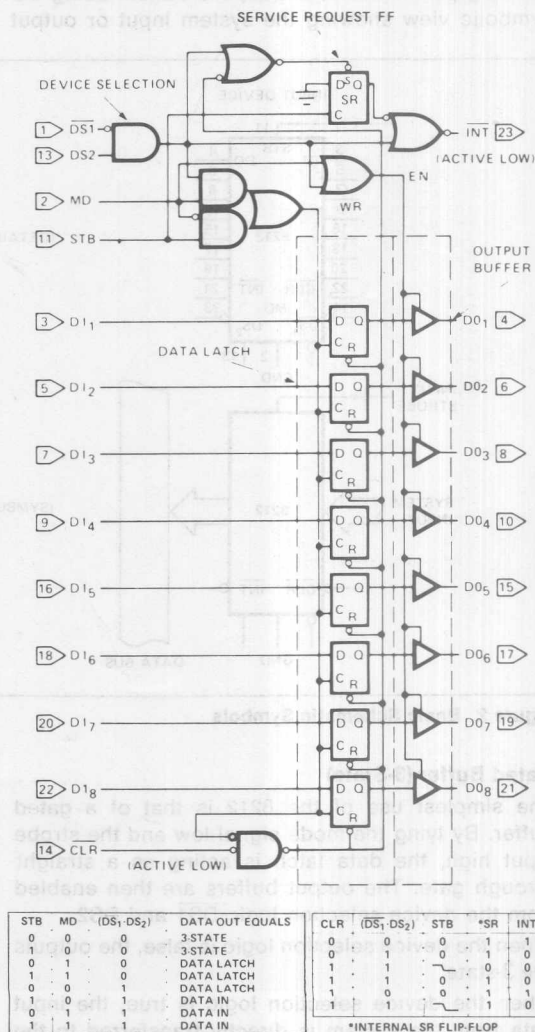 SERVICE REQUEST FF
DEVICE SELECTION
D S Q
SR
C
1 DS1
13 DS2
INT 23
(ACTIVE LOW)
EN
WR
2 MD
11 STB
OUTPUT
BUFFER
3 DI1 D Q C R DO1 4
DATA LATCH
5 DI2 D Q C R DO2 6
7 DI3 D Q C R DO3 8
9 DI4 D Q C R DO4 10
16 DI5 D Q C R DO5 15
18 DI6 D Q C R DO6 17
20 DI7 D Q C R DO7 19
22 DI8 D Q C R DO8 21
14 CLR
(ACTIVE LOW)
STB MD (DS1·DS2) DATA OUT EQUALS
0 0 0 3-STATE
1 0 0 3-STATE
0 1 0 DATA LATCH
1 1 0 DATA LATCH
0 0 1 DATA LATCH
1 0 1 DATA IN
0 1 1 DATA IN
1 1 1 DATA IN
CLR (DS1·DS2) STB *SR INT
*INTERNAL SR FLIP-FLOP